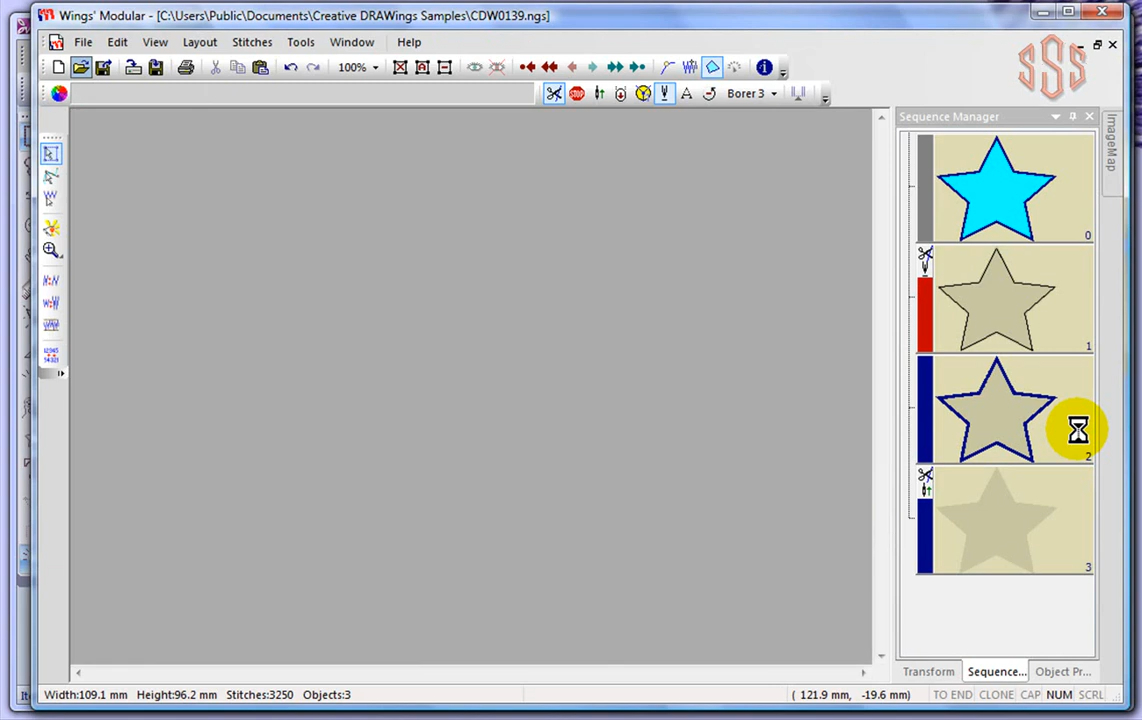 Wings' Modular - [C:\Users\Public\Documents\Creative DRAWings Samples\CDW0139.ngs]
File Edit View Layout Stitches Tools Window Help
SSS
100%
STOP A Borer 3
Sequence Manager
ImageMap
0
1
2
3
Transform Sequence... Object Pr...
Width:109.1 mm Height:96.2 mm Stitches:3250 Objects:3 ( 121.9 mm, -19.6 mm) TO END CLONE CAP NUM SCRL